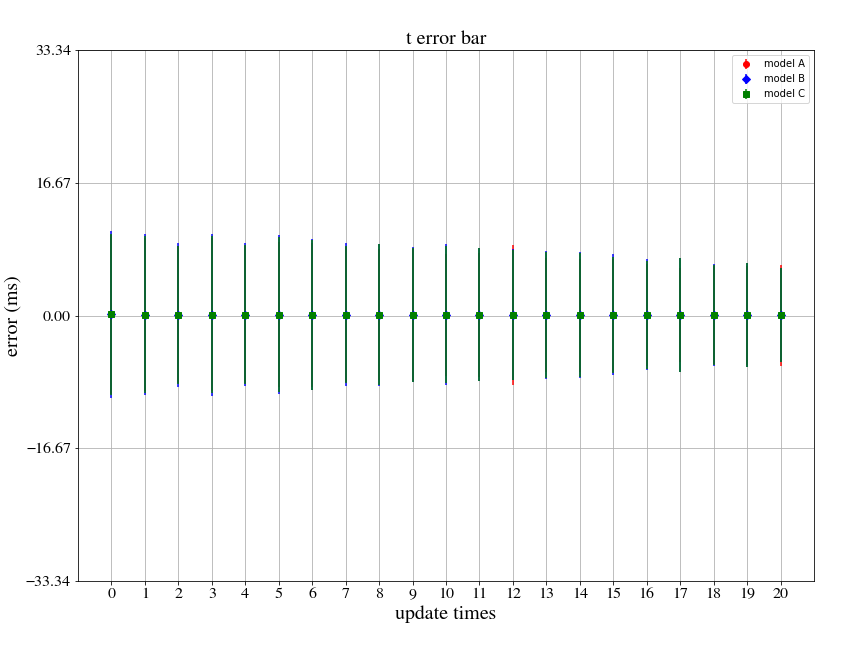 t error bar
33.34
16.67
0.00
−16.67
−33.34
error (ms)
model A
model B
model C
0 1 2 3 4 5 6 7 8 9 10 11 12 13 14 15 16 17 18 19 20
update times